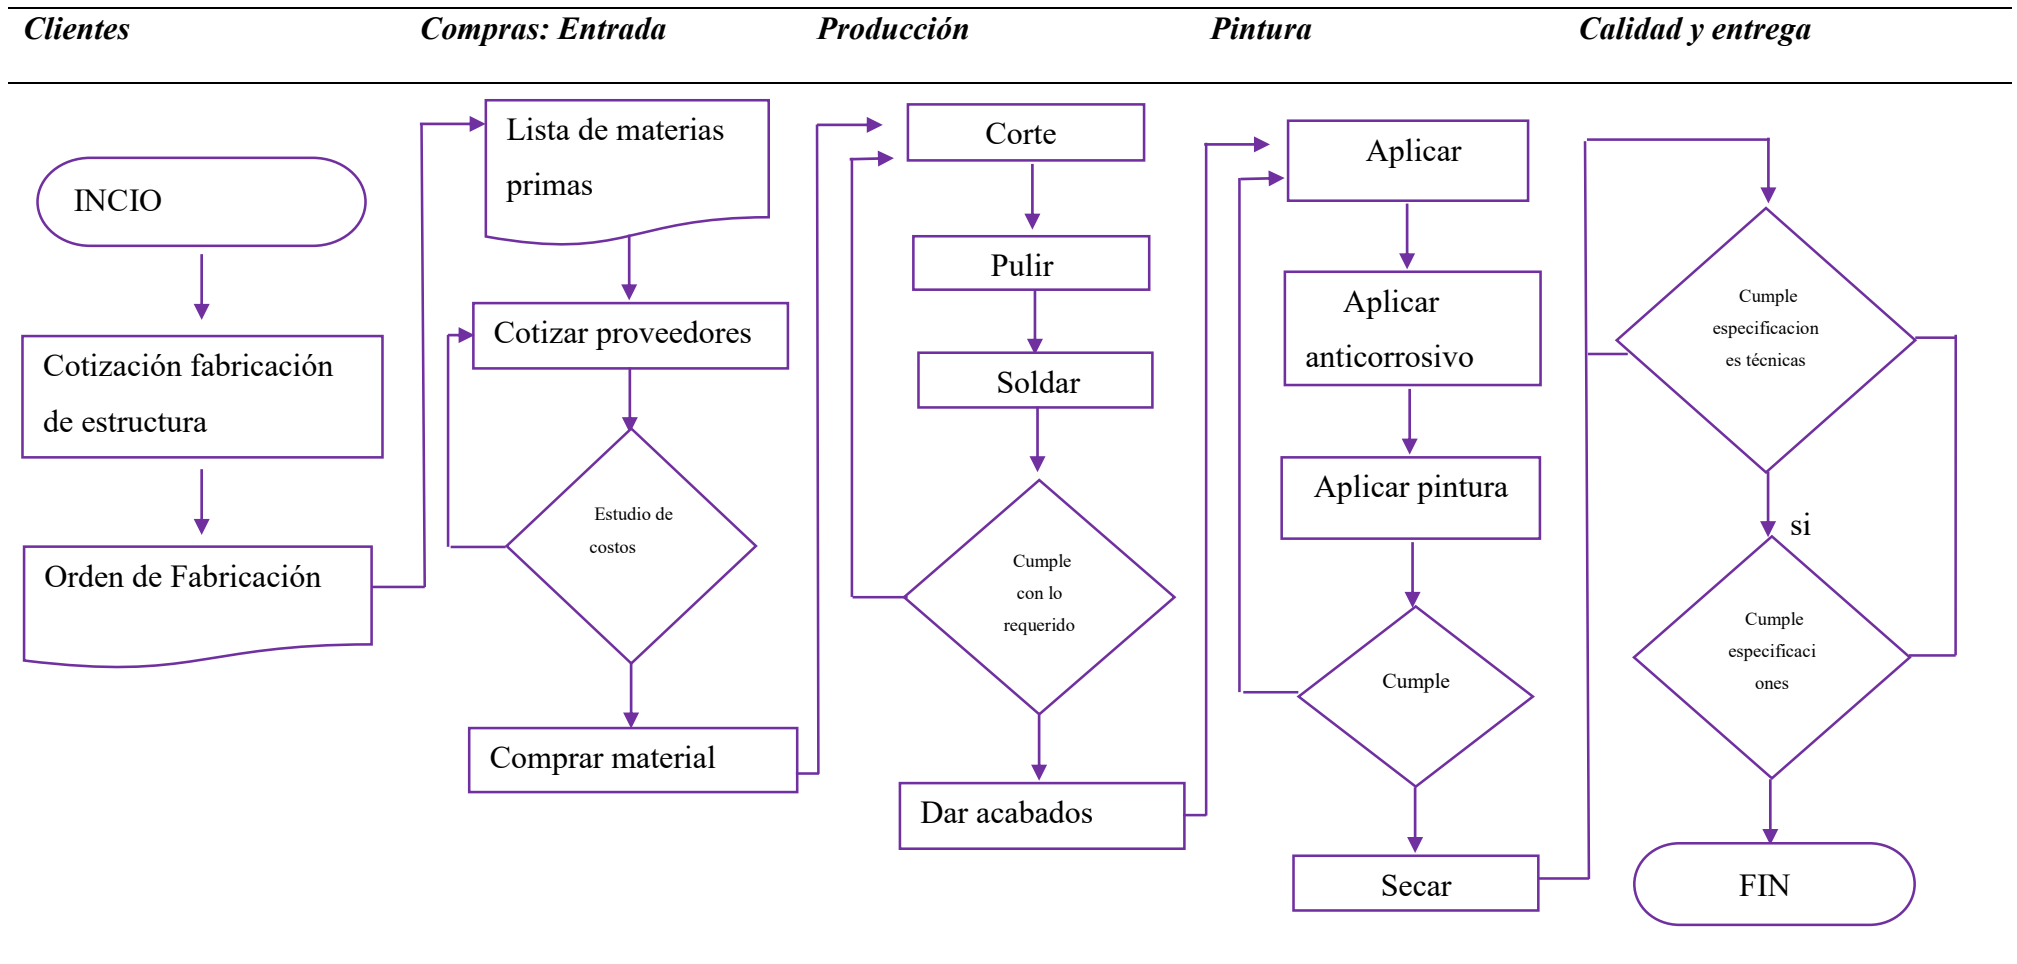 Clientes
Compras: Entrada
Producción
Pintura
Calidad y entrega
INCIO
Cotización fabricación
de estructura
Orden de Fabricación
Lista de materias
primas
Cotizar proveedores
Estudio de
costos
Comprar material
Corte
Pulir
Soldar
Cumple
con lo
requerido
Dar acabados
Aplicar
Aplicar
anticorrosivo
Aplicar pintura
Cumple
Secar
Cumple
especificacion
es técnicas
si
Cumple
especificaci
ones
FIN